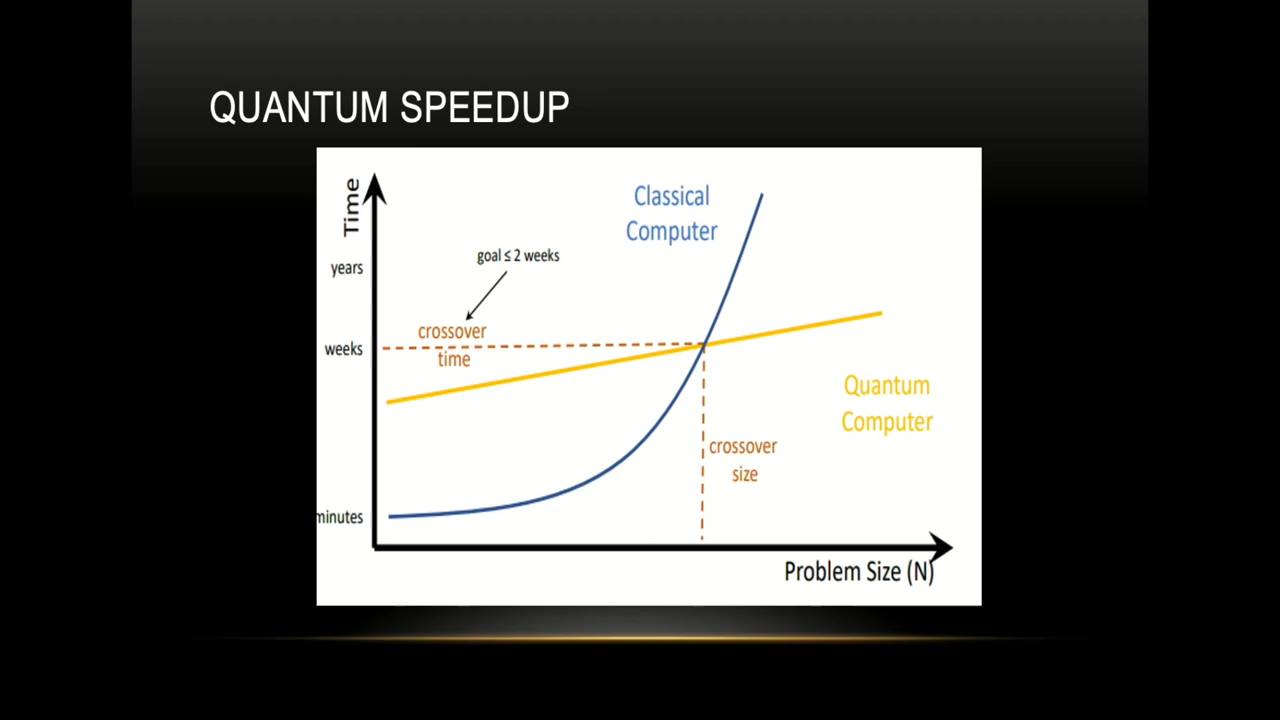 QUANTUM SPEEDUP
Time
years
weeks
minutes
goal ≤ 2 weeks
crossover
time
Classical
Computer
Quantum
Computer
crossover
size
Problem Size (N)